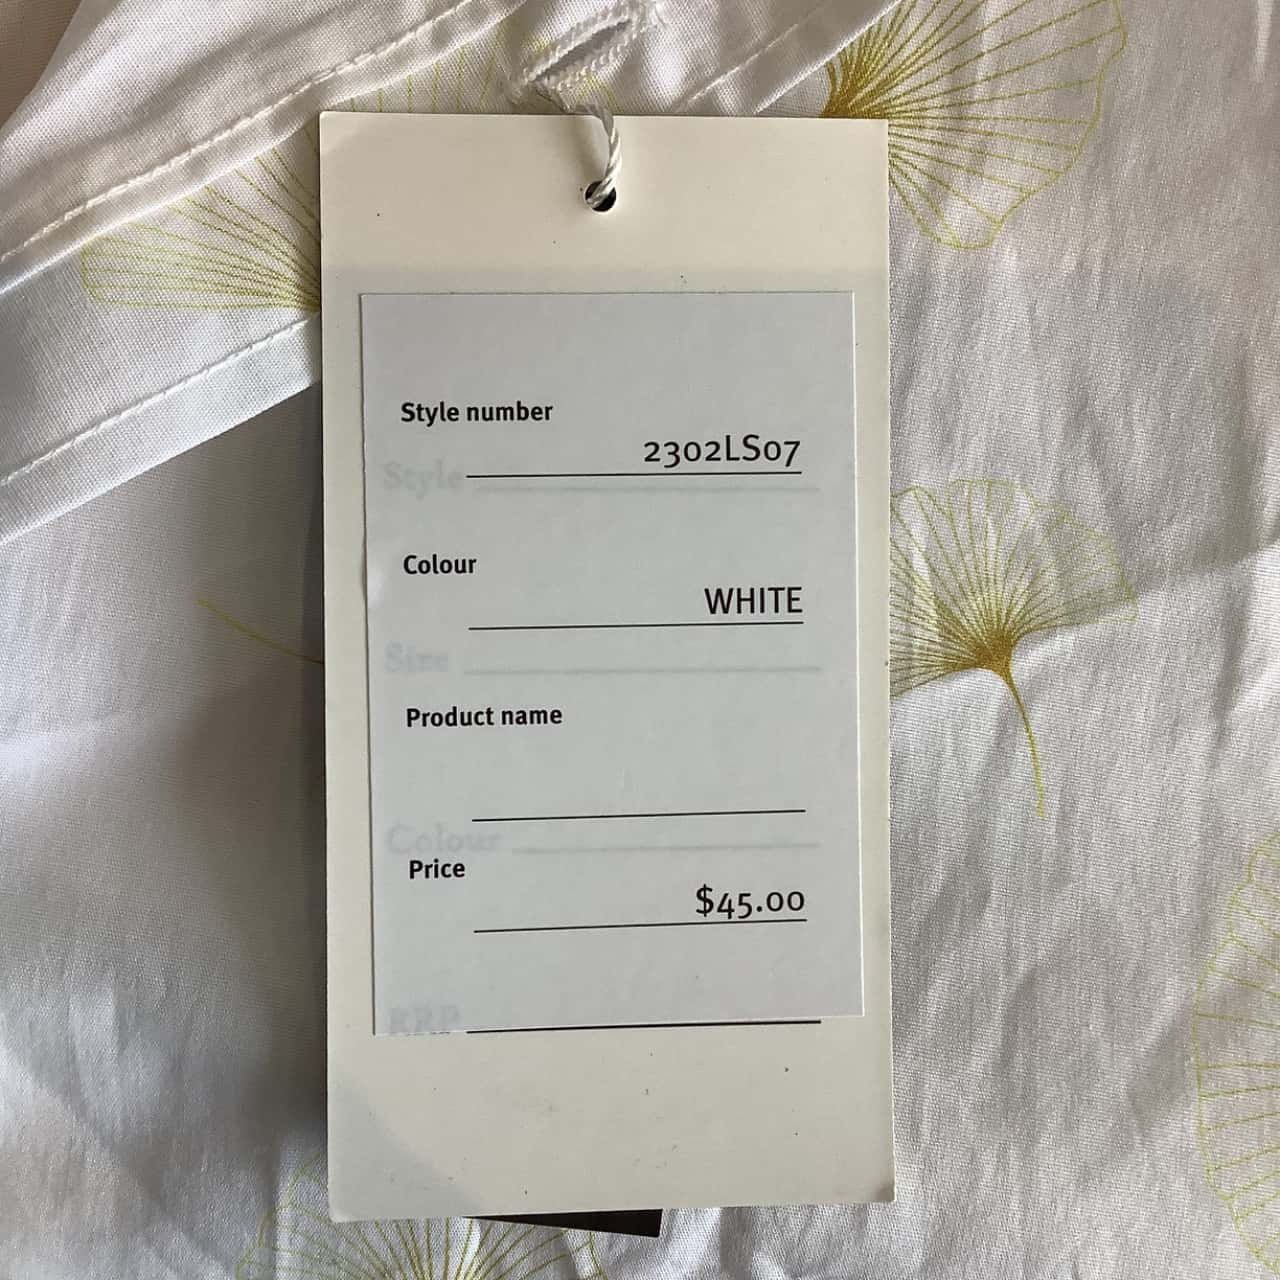 Style number
2302LS07
Style
Colour
WHITE
Size
Product name
Colour
Price
$45.00
RRP